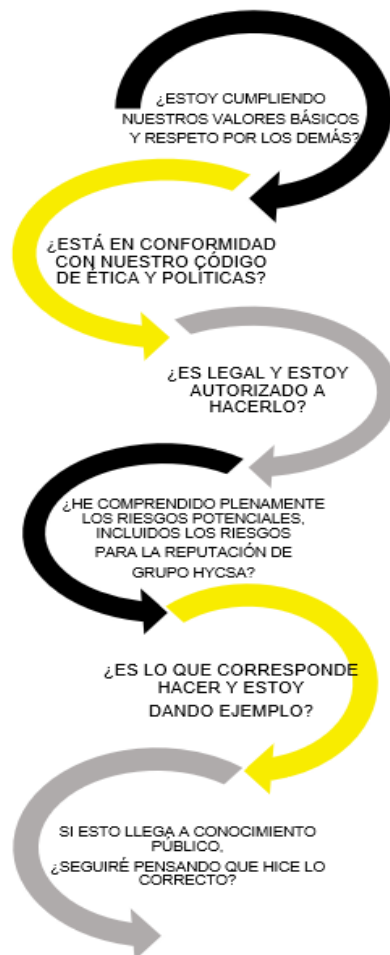 ¿ESTOY CUMPLIENDO
NUESTROS VALORES BÁSICOS
Y RESPETO POR LOS DEMÁS?
¿ESTÁ EN CONFORMIDAD
CON NUESTRO CÓDIGO
DE ÉTICA Y POLÍTICAS?
¿ES LEGAL Y ESTOY
AUTORIZADO A
HACERLO?
¿HE COMPRENDIDO PLENAMENTE
LOS RIESGOS POTENCIALES,
INCLUIDOS LOS RIESGOS
PARA LA REPUTACIÓN DE
GRUPO HYCSA?
¿ES LO QUE CORRESPONDE
HACER Y ESTOY
DANDO EJEMPLO?
SI ESTO LLEGA A CONOCIMIENTO
PÚBLICO,
¿SEGUIRÉ PENSANDO QUE HICE LO
CORRECTO?